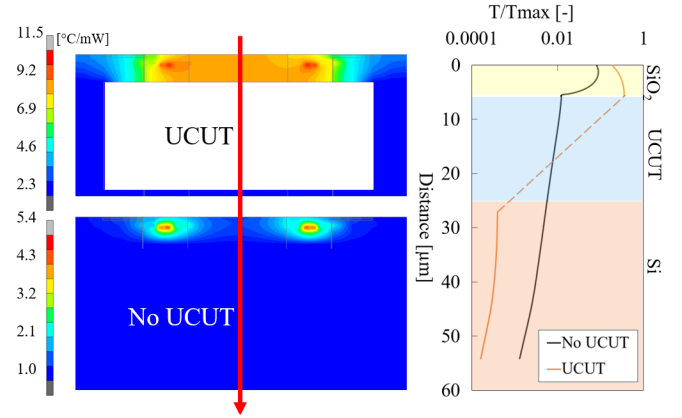 11.5
[°C/mW]
9.2
6.9
4.6
2.3
UCUT
5.4
4.3
3.2
2.1
1.0
No UCUT
T/Tmax [-]
0.0001
0.01
1
0
10
20
30
40
50
60
Distance [µm]
SiO2
UCUT
Si
No UCUT
UCUT